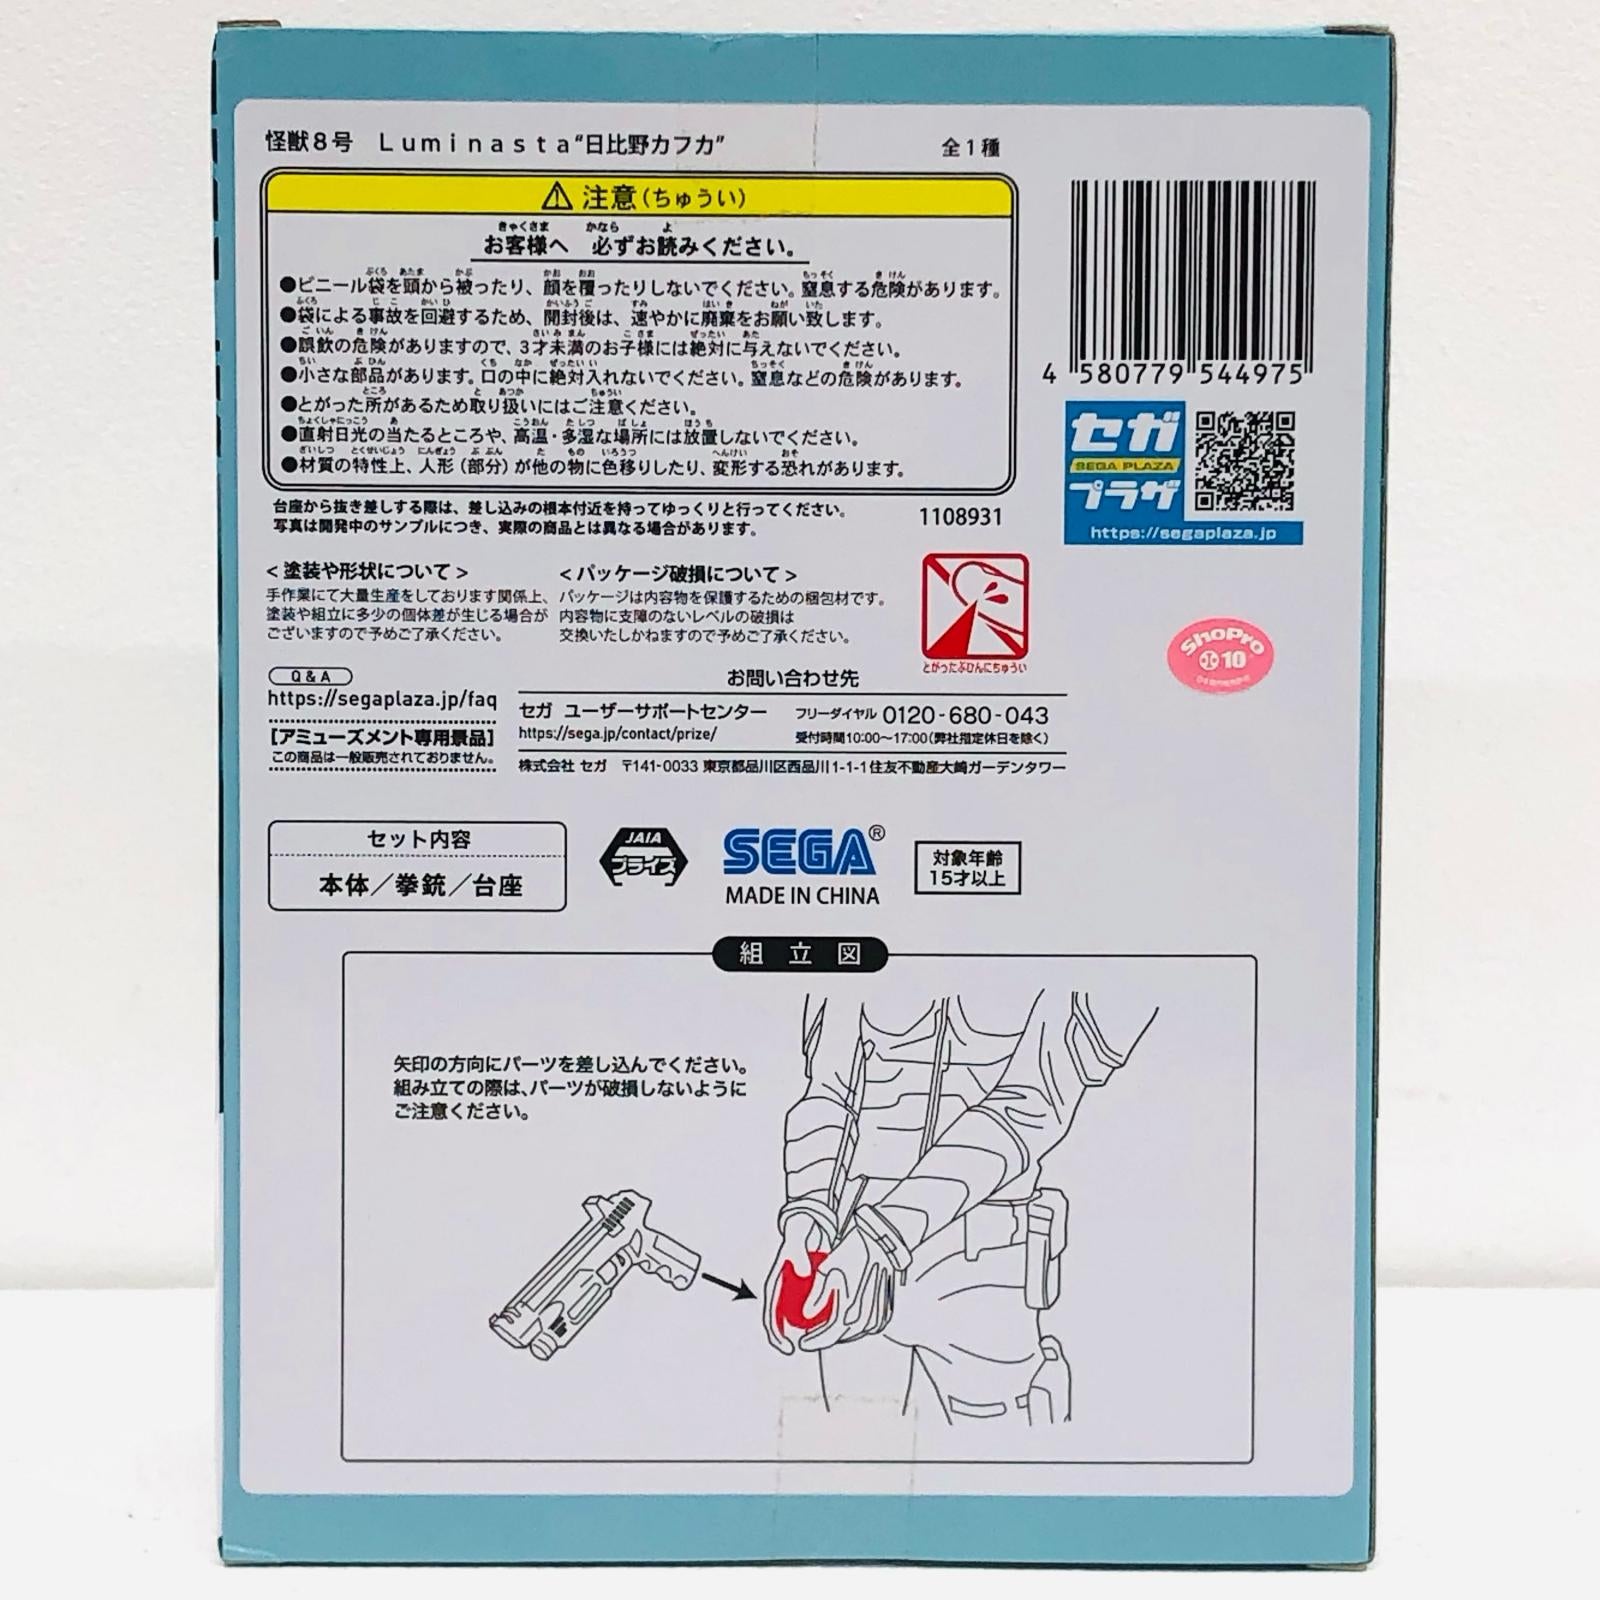 怪獣8号　Luminasta“日比野カフカ”
全1種
注意(ちゅうい)
お客様へ　必ずお読みください。
●ビニール袋を頭から被ったり、顔を覆ったりしないでください。窒息する危険があります。
●袋による事故を回避するため、開封後は、速やかに廃棄をお願い致します。
●誤飲の危険がありますので、3才未満のお子様には絶対に与えないでください。
●小さな部品があります。口の中に絶対入れないでください。窒息などの危険があります。
●とがった所があるため取り扱いにはご注意ください。
●直射日光の当たるところや、高温・多湿な場所には放置しないでください。
●材質の特性上、人形(部分)が他の物に色移りしたり、変形する恐れがあります。
台座から抜き差しする際は、差し込みの根本付近を持ってゆっくりと行ってください。
写真は開発中のサンプルにつき、実際の商品とは異なる場合があります。
1108931
4 580779 544975
セガ
SEGA PLAZA
プラザ
https://segaplaza.jp
<塗装や形状について>
手作業にて大量生産をしております関係上、
塗装や組立に多少の個体差が生じる場合が
ございますので予めご了承ください。
<パッケージ破損について>
パッケージは内容物を保護するための梱包材です。
内容物に支障のないレベルの破損は
交換いたしかねますので予めご了承ください。
とがったぶひんにちゅうい
ShoPro
10
Q&A
https://segaplaza.jp/faq
[アミューズメント専用景品]
この商品は一般販売されておりません。
お問い合わせ先
セガ ユーザーサポートセンター　フリーダイヤル 0120-680-043
https://sega.jp/contact/prize/　受付時間10:00〜17:00(弊社指定休日を除く)
株式会社 セガ　〒141-0033 東京都品川区西品川1-1-1住友不動産大崎ガーデンタワー
セット内容
本体／拳銃／台座
JAIA
プライズ
SEGA®
MADE IN CHINA
対象年齢
15才以上
組立図
矢印の方向にパーツを差し込んでください。
組み立ての際は、パーツが破損しないように
ご注意ください。